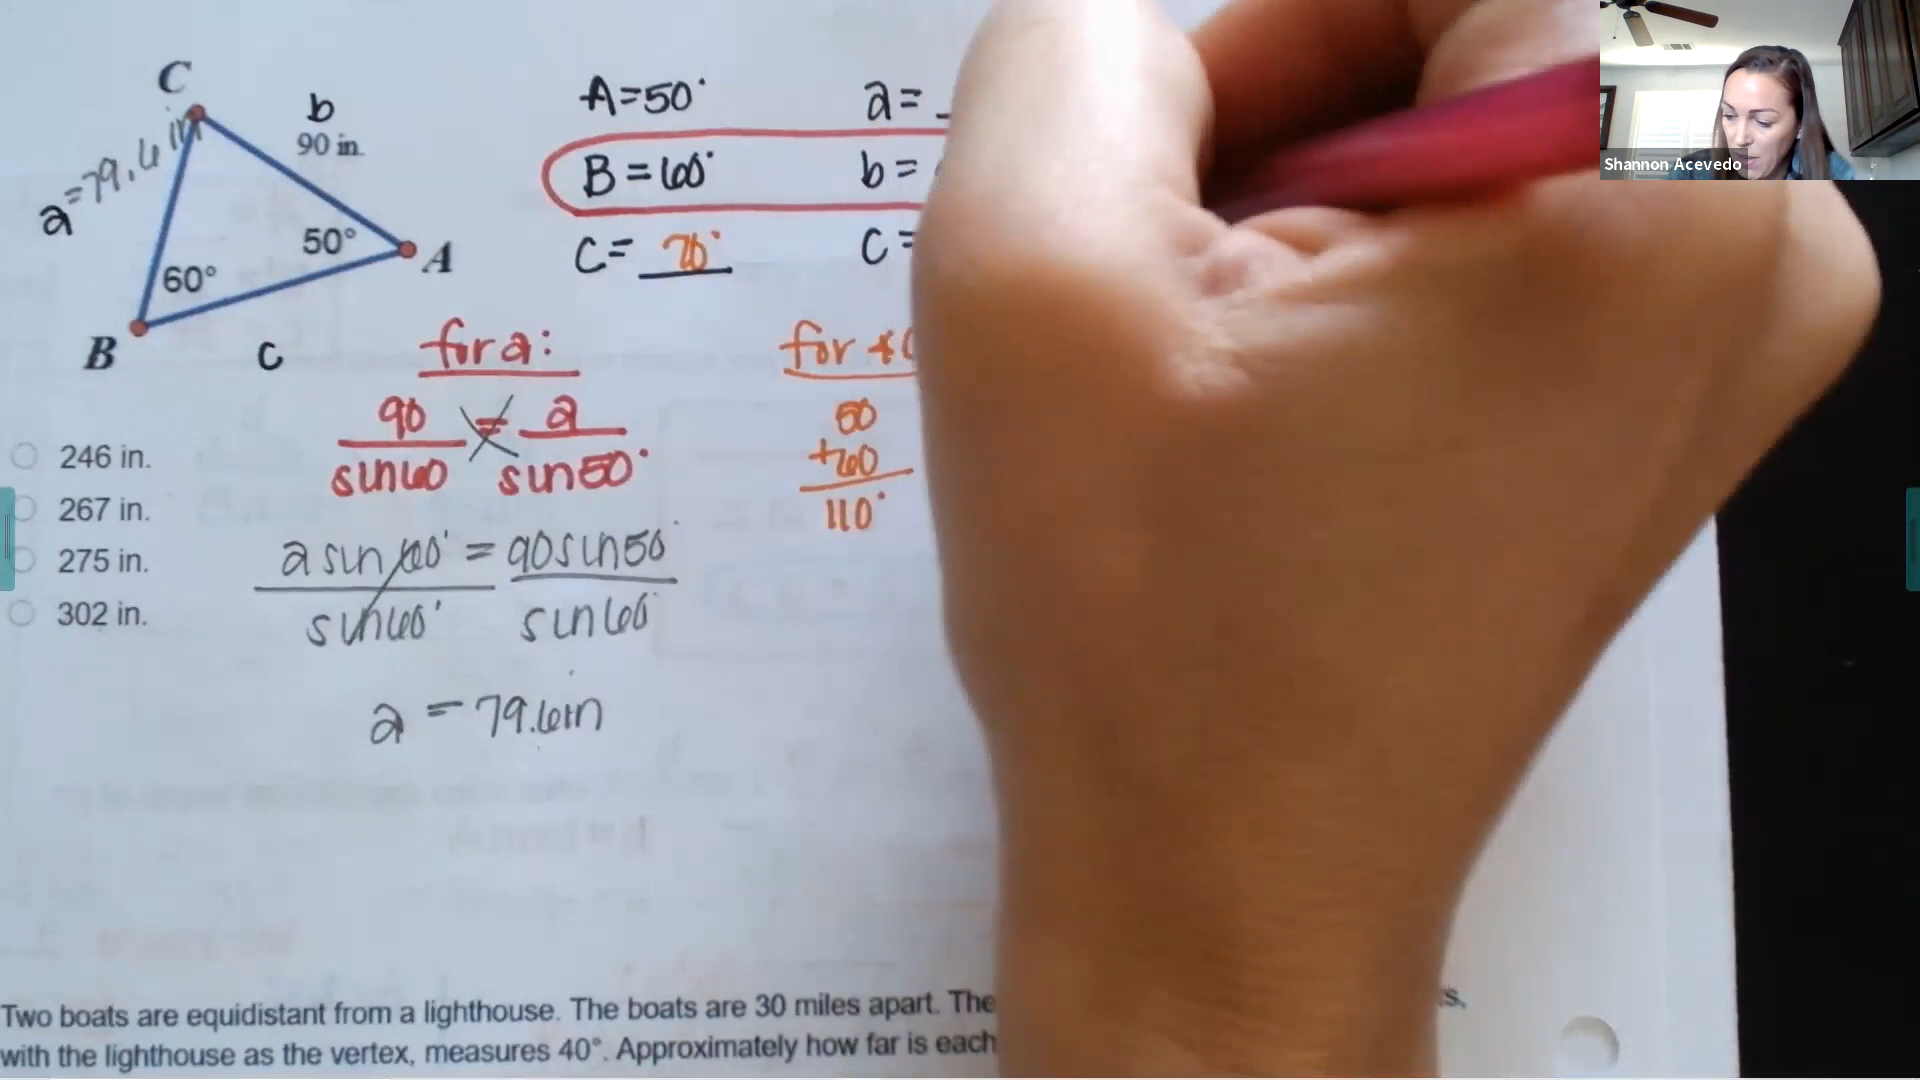 C
b
90 in.
a=79.6in
50°
A
60°
B
c
A=50°
a=
B=60°
b=
C= 70°
c=
for a:
90 = a
sin60 sin50°
for ∡C
50
+60
110°
a sin60° = 90sin50°
sin60° sin60°
a = 79.6in
246 in.
267 in.
275 in.
302 in.
Two boats are equidistant from a lighthouse. The boats are 30 miles apart. The
with the lighthouse as the vertex, measures 40°. Approximately how far is each
Shannon Acevedo